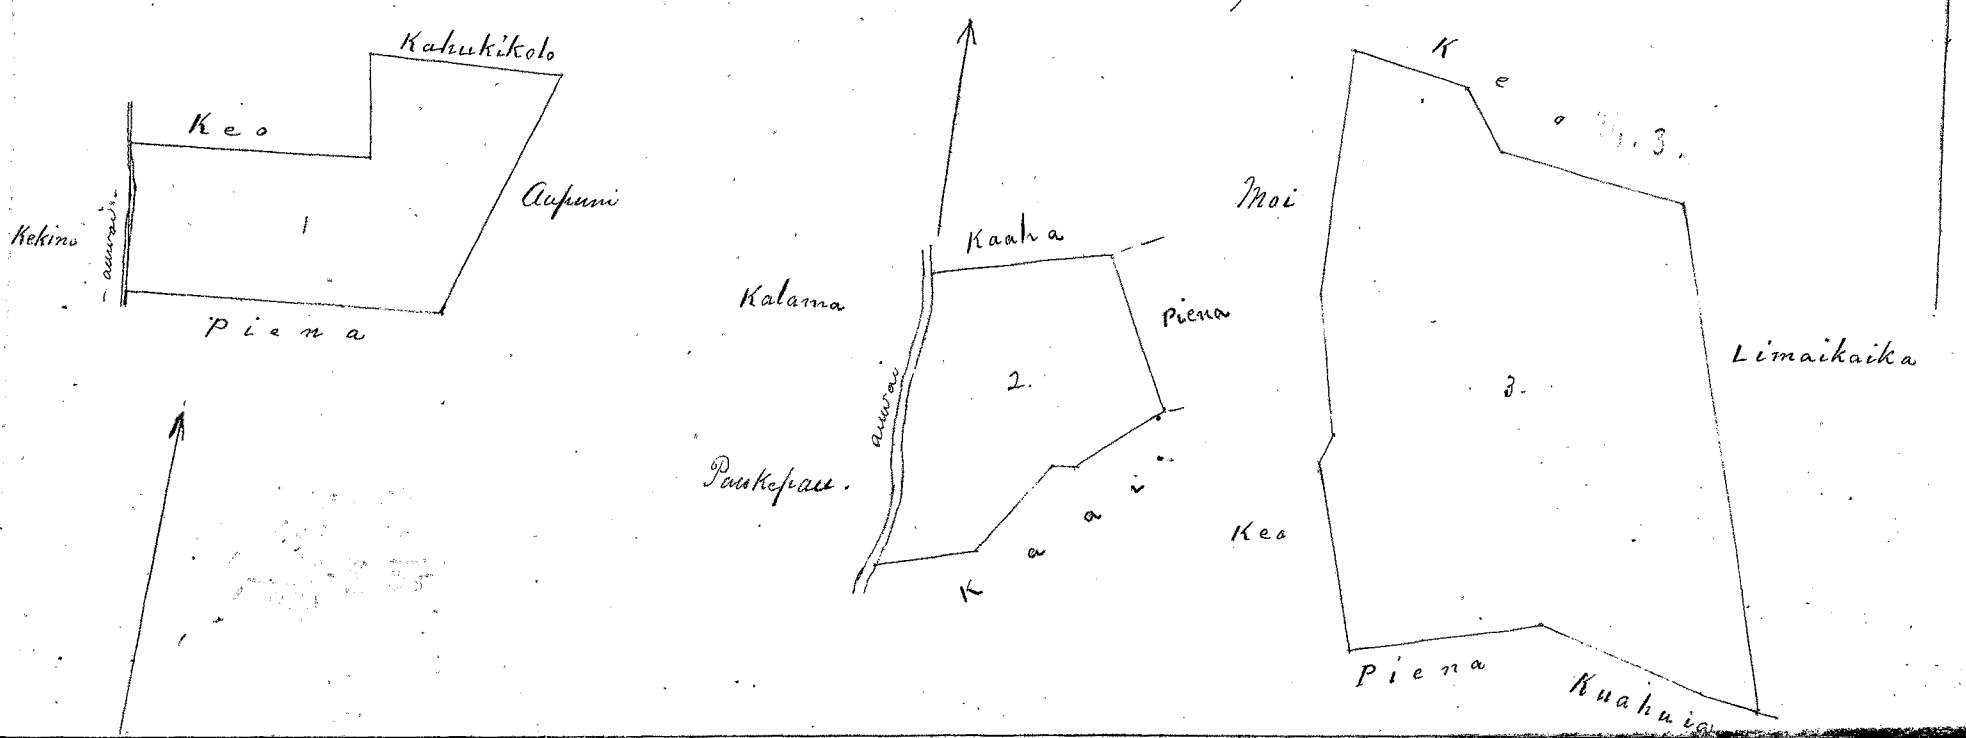 Kahukikolo
Keo
Aupuni
1
Kekino
-auwai-
Piena
Kaaha
Kalama
Piena
2.
auwai
Paukepau.
Kaai
Keo
3.
Moi
Limaikaika
3.
Keo
Piena
Kuahuia